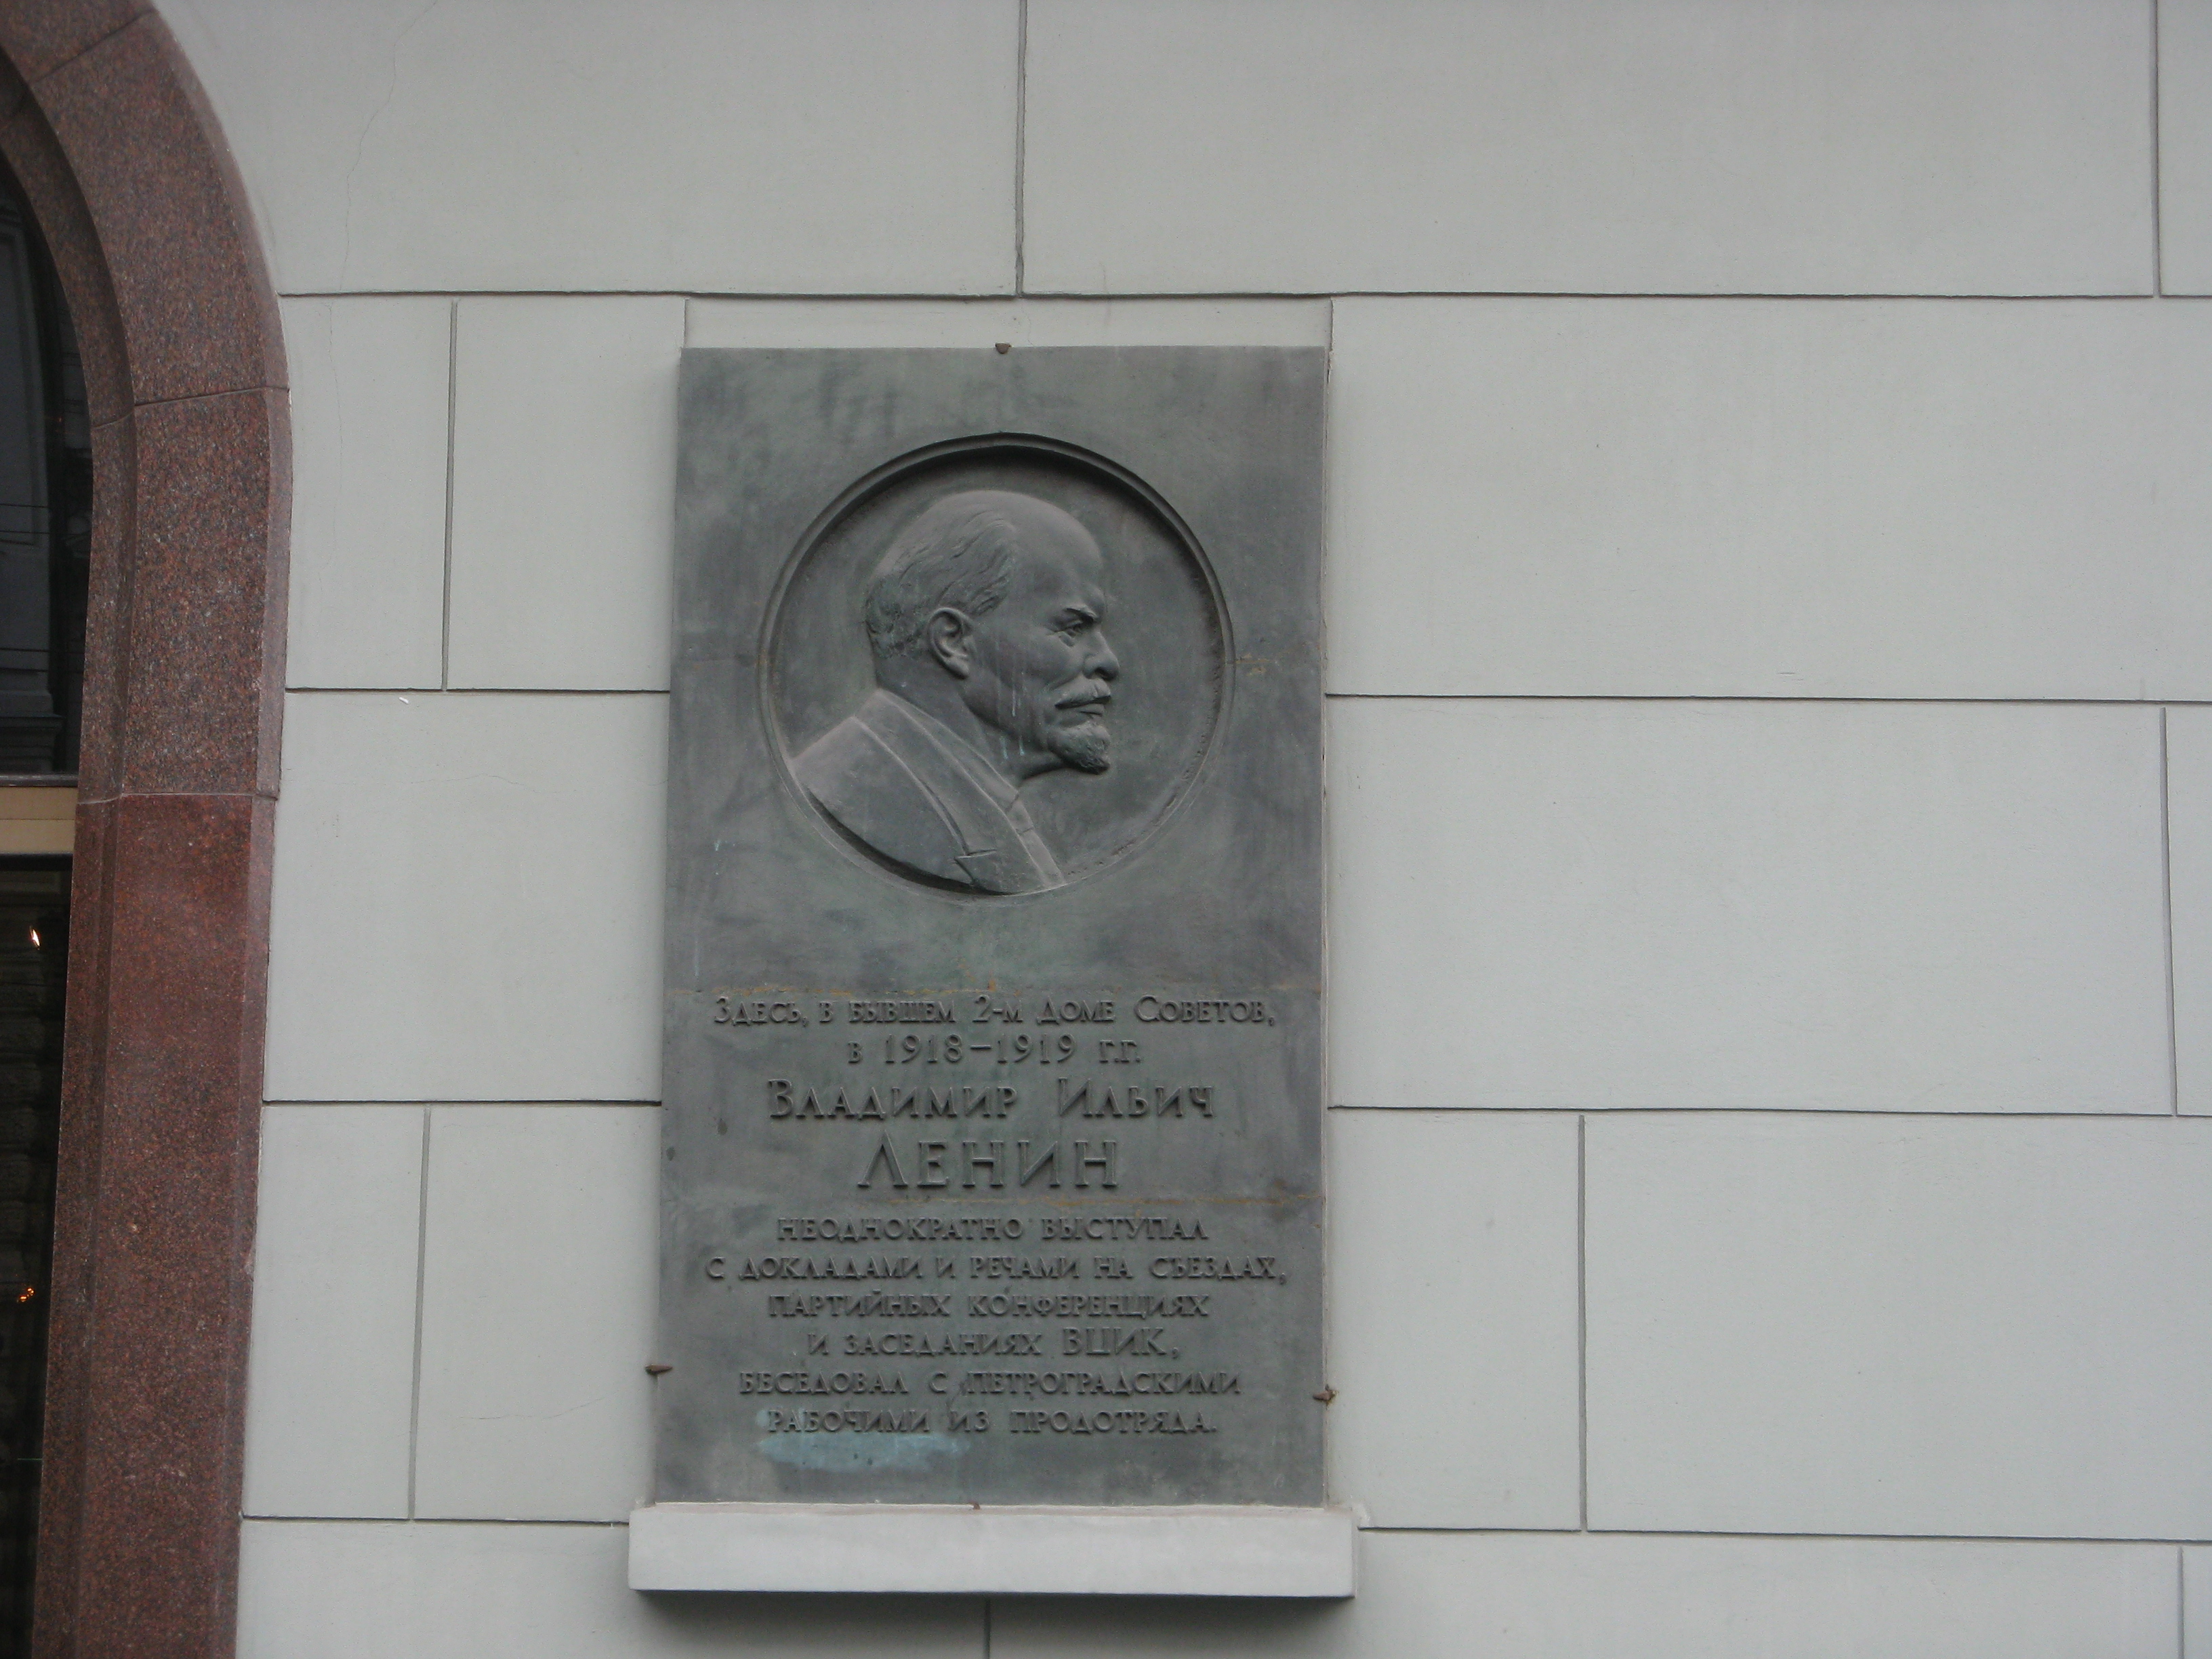 Здесь, в бывшем 2-м доме Советов,
в 1918-1919 г.г.
Владимир Ильич
ЛЕНИН
неоднократно выступал
с докладами и речами на съездах,
партийных конференциях
и заседаниях ВЦИК,
беседовал с петроградскими
рабочими из продотряда.